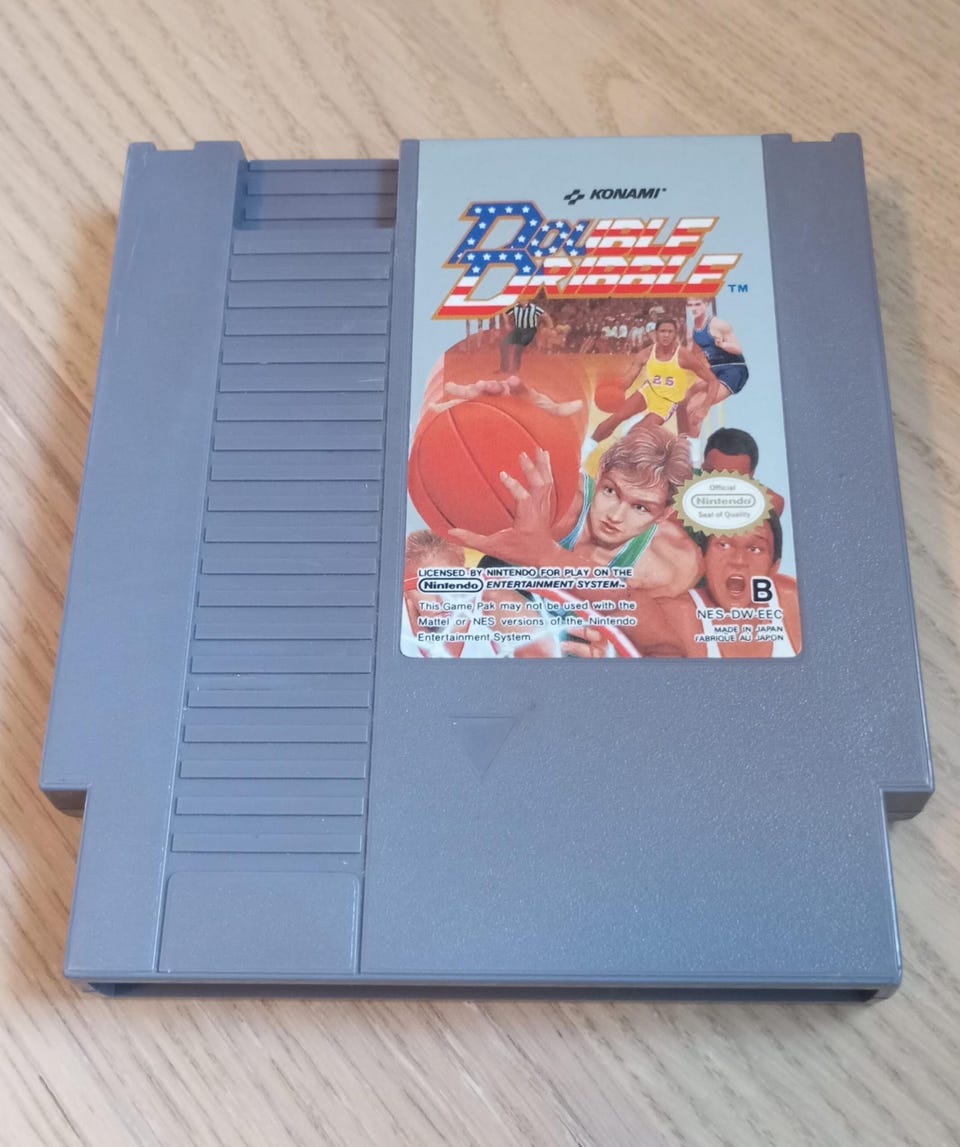 KONAMI
DOUBLE
DRIBBLE TM
25
Official
Nintendo
Seal of Quality
LICENSED BY NINTENDO FOR PLAY ON THE
Nintendo ENTERTAINMENT SYSTEM™
This Game Pak may not be used with the
Mattel or NES versions of the Nintendo
Entertainment System.
B
NES-DW-EEC
MADE IN JAPAN
FABRIQUE AU JAPON